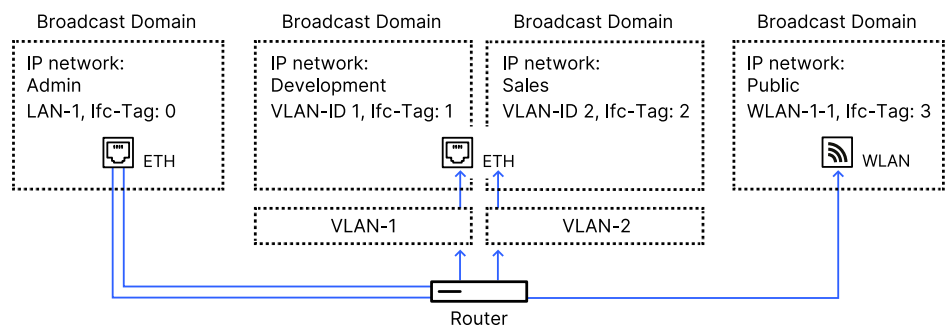 Broadcast Domain
Broadcast Domain
Broadcast Domain
Broadcast Domain
IP network:
Admin
LAN-1, Ifc-Tag: 0
ETH
IP network:
Development
VLAN-ID 1, Ifc-Tag: 1
IP network:
Sales
VLAN-ID 2, Ifc-Tag: 2
ETH
IP network:
Public
WLAN-1-1, Ifc-Tag: 3
WLAN
VLAN-1
VLAN-2
Router